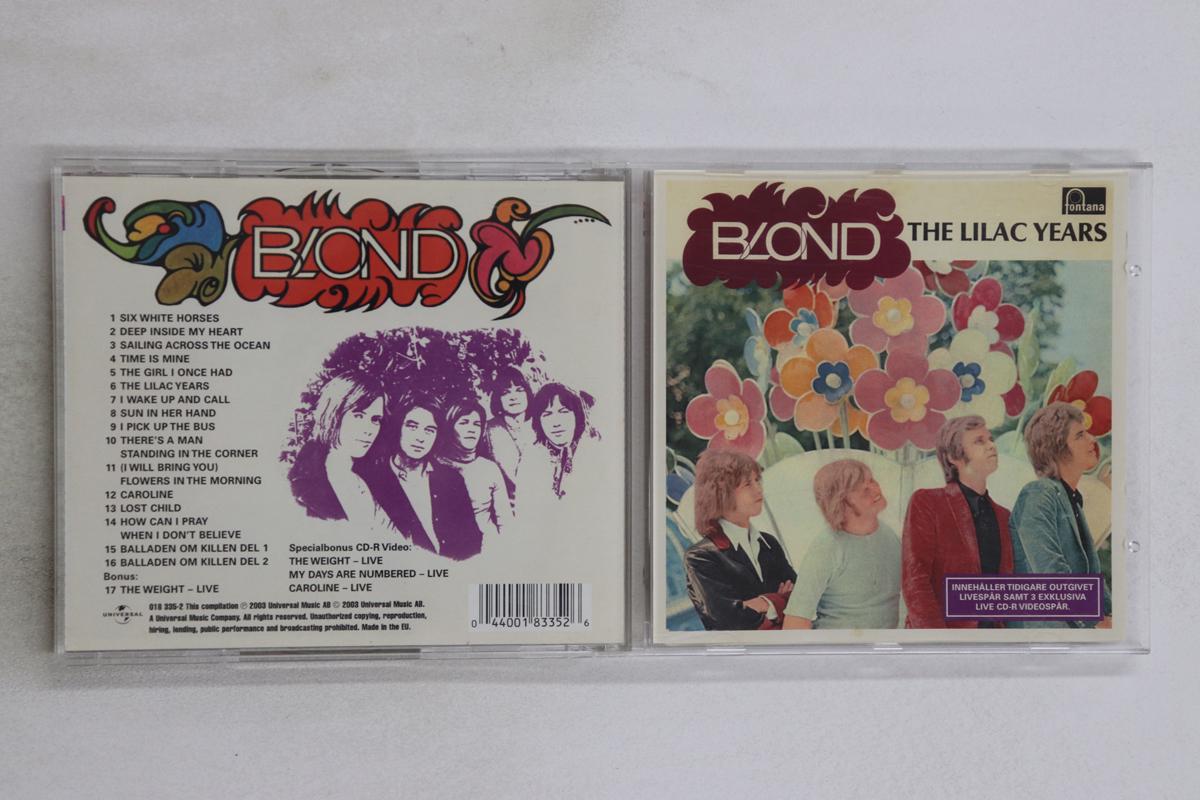 BLOND
1 SIX WHITE HORSES
2 DEEP INSIDE MY HEART
3 SAILING ACROSS THE OCEAN
4 TIME IS MINE
5 THE GIRL I ONCE HAD
6 THE LILAC YEARS
7 I WAKE UP AND CALL
8 SUN IN HER HAND
9 I PICK UP THE BUS
10 THERE'S A MAN
STANDING IN THE CORNER
11 (I WILL BRING YOU)
FLOWERS IN THE MORNING
12 CAROLINE
13 LOST CHILD
14 HOW CAN I PRAY
WHEN I DON'T BELIEVE
15 BALLADEN OM KILLEN DEL 1
16 BALLADEN OM KILLEN DEL 2
Bonus:
17 THE WEIGHT – LIVE
Specialbonus CD-R Video:
THE WEIGHT – LIVE
MY DAYS ARE NUMBERED – LIVE
CAROLINE – LIVE
UNIVERSAL
018 335-2 This compilation ℗ 2003 Universal Music AB © 2003 Universal Music AB.
A Universal Music Company. All rights reserved. Unauthorized copying, reproduction,
hiring, lending, public performance and broadcasting prohibited. Made in the EU.
0 44001 83352 6
BLOND
THE LILAC YEARS
fontana
INNEHÅLLER TIDIGARE OUTGIVET
LIVESPÅR SAMT 3 EXKLUSIVA
LIVE CD-R VIDEOSPÅR.